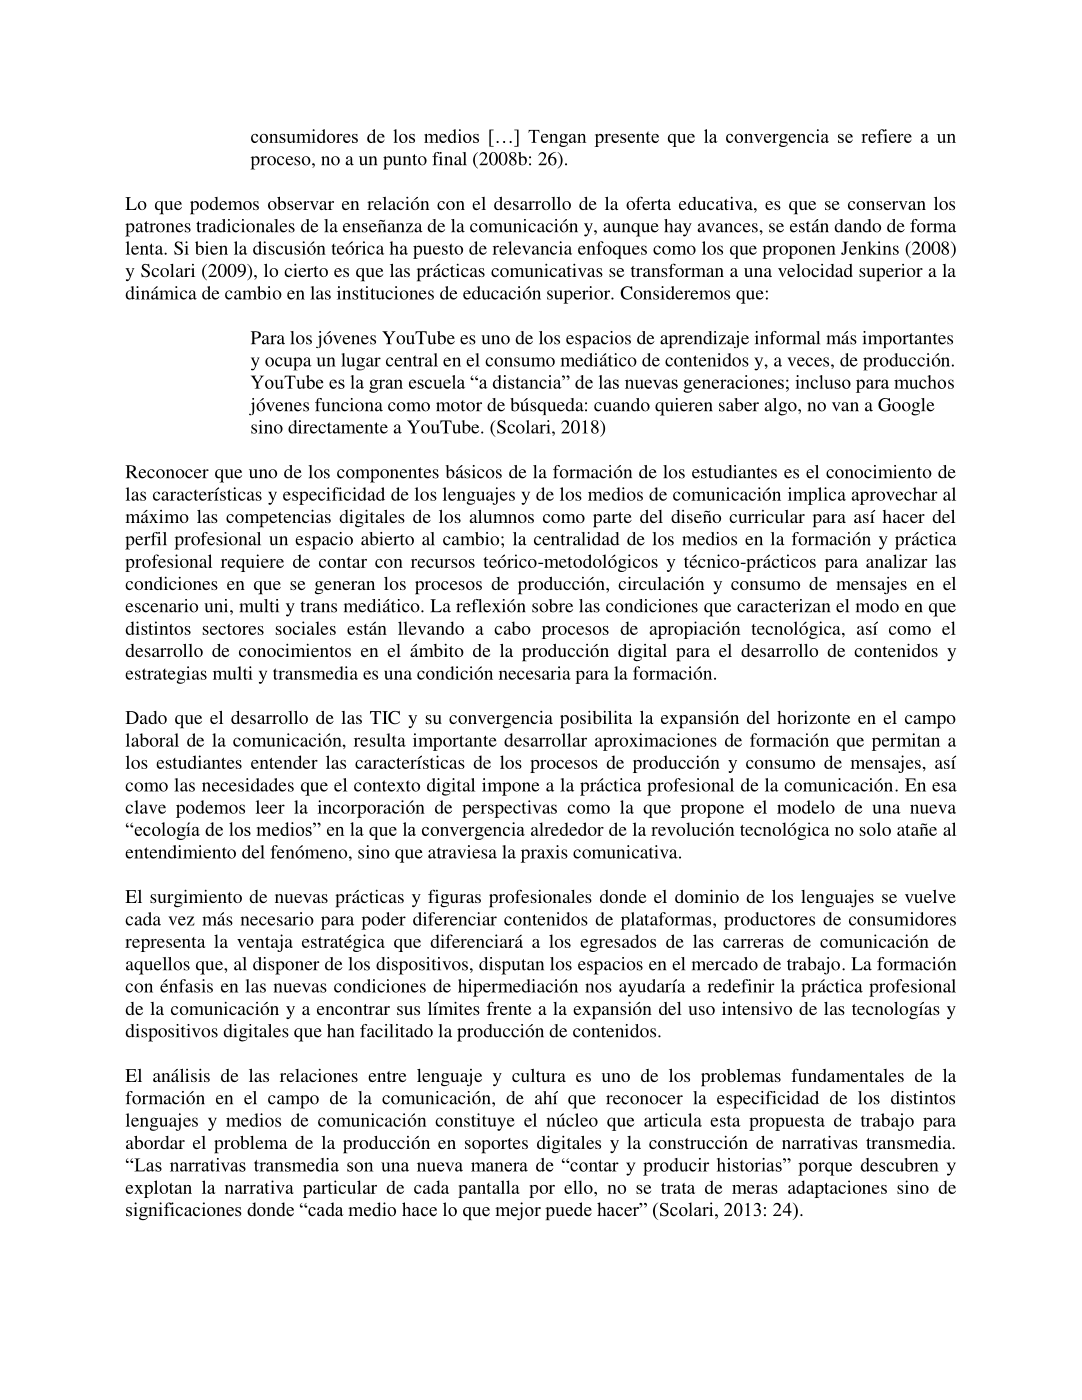 consumidores de los medios […] Tengan presente que la convergencia se refiere a un
proceso, no a un punto final (2008b: 26).
Lo que podemos observar en relación con el desarrollo de la oferta educativa, es que se conservan los
patrones tradicionales de la enseñanza de la comunicación y, aunque hay avances, se están dando de forma
lenta. Si bien la discusión teórica ha puesto de relevancia enfoques como los que proponen Jenkins (2008)
y Scolari (2009), lo cierto es que las prácticas comunicativas se transforman a una velocidad superior a la
dinámica de cambio en las instituciones de educación superior. Consideremos que:
Para los jóvenes YouTube es uno de los espacios de aprendizaje informal más importantes
y ocupa un lugar central en el consumo mediático de contenidos y, a veces, de producción.
YouTube es la gran escuela “a distancia” de las nuevas generaciones; incluso para muchos
jóvenes funciona como motor de búsqueda: cuando quieren saber algo, no van a Google
sino directamente a YouTube. (Scolari, 2018)
Reconocer que uno de los componentes básicos de la formación de los estudiantes es el conocimiento de
las características y especificidad de los lenguajes y de los medios de comunicación implica aprovechar al
máximo las competencias digitales de los alumnos como parte del diseño curricular para así hacer del
perfil profesional un espacio abierto al cambio; la centralidad de los medios en la formación y práctica
profesional requiere de contar con recursos teórico-metodológicos y técnico-prácticos para analizar las
condiciones en que se generan los procesos de producción, circulación y consumo de mensajes en el
escenario uni, multi y trans mediático. La reflexión sobre las condiciones que caracterizan el modo en que
distintos sectores sociales están llevando a cabo procesos de apropiación tecnológica, así como el
desarrollo de conocimientos en el ámbito de la producción digital para el desarrollo de contenidos y
estrategias multi y transmedia es una condición necesaria para la formación.
Dado que el desarrollo de las TIC y su convergencia posibilita la expansión del horizonte en el campo
laboral de la comunicación, resulta importante desarrollar aproximaciones de formación que permitan a
los estudiantes entender las características de los procesos de producción y consumo de mensajes, así
como las necesidades que el contexto digital impone a la práctica profesional de la comunicación. En esa
clave podemos leer la incorporación de perspectivas como la que propone el modelo de una nueva
“ecología de los medios” en la que la convergencia alrededor de la revolución tecnológica no solo atañe al
entendimiento del fenómeno, sino que atraviesa la praxis comunicativa.
El surgimiento de nuevas prácticas y figuras profesionales donde el dominio de los lenguajes se vuelve
cada vez más necesario para poder diferenciar contenidos de plataformas, productores de consumidores
representa la ventaja estratégica que diferenciará a los egresados de las carreras de comunicación de
aquellos que, al disponer de los dispositivos, disputan los espacios en el mercado de trabajo. La formación
con énfasis en las nuevas condiciones de hipermediación nos ayudaría a redefinir la práctica profesional
de la comunicación y a encontrar sus límites frente a la expansión del uso intensivo de las tecnologías y
dispositivos digitales que han facilitado la producción de contenidos.
El análisis de las relaciones entre lenguaje y cultura es uno de los problemas fundamentales de la
formación en el campo de la comunicación, de ahí que reconocer la especificidad de los distintos
lenguajes y medios de comunicación constituye el núcleo que articula esta propuesta de trabajo para
abordar el problema de la producción en soportes digitales y la construcción de narrativas transmedia.
“Las narrativas transmedia son una nueva manera de “contar y producir historias” porque descubren y
explotan la narrativa particular de cada pantalla por ello, no se trata de meras adaptaciones sino de
significaciones donde “cada medio hace lo que mejor puede hacer” (Scolari, 2013: 24).